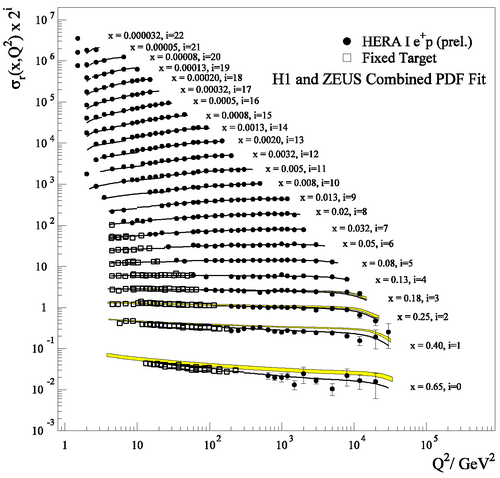 σr(x,Q²) x 2ⁱ
x = 0.000032, i=22
x = 0.00005, i=21
x = 0.00008, i=20
x = 0.00013, i=19
x = 0.00020, i=18
x = 0.00032, i=17
x = 0.0005, i=16
x = 0.0008, i=15
x = 0.0013, i=14
x = 0.0020, i=13
x = 0.0032, i=12
x = 0.005, i=11
x = 0.008, i=10
x = 0.013, i=9
x = 0.02, i=8
x = 0.032, i=7
x = 0.05, i=6
x = 0.08, i=5
x = 0.13, i=4
x = 0.18, i=3
x = 0.25, i=2
x = 0.40, i=1
x = 0.65, i=0
HERA I e⁺p (prel.)
Fixed Target
H1 and ZEUS Combined PDF Fit
10⁷
10⁶
10⁵
10⁴
10³
10²
10
1
10⁻¹
10⁻²
10⁻³
1 10 10² 10³ 10⁴ 10⁵
Q²/ GeV²